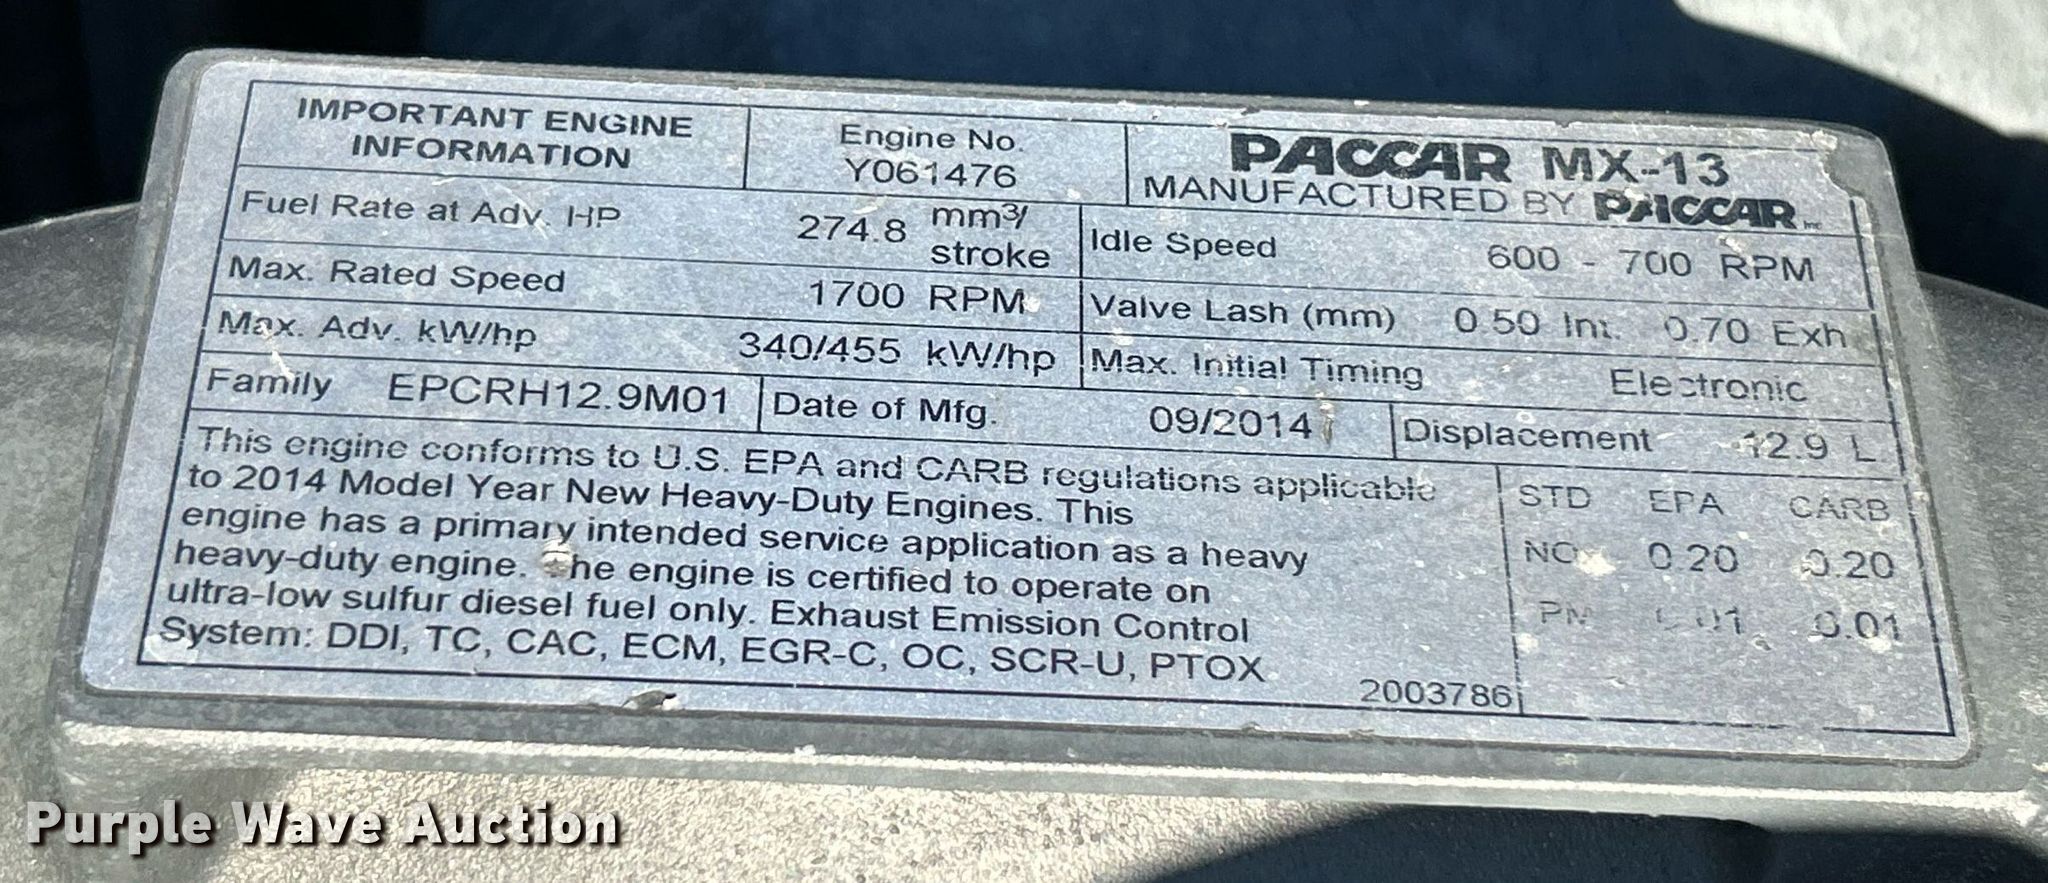 IMPORTANT ENGINE
INFORMATION
Engine No.
Y061476
PACCAR MX-13
MANUFACTURED BY PACCAR Inc
Fuel Rate at Adv. HP 274.8 mm3/
stroke
Idle Speed 600 - 700 RPM
Max. Rated Speed 1700 RPM
Valve Lash (mm) 0.50 Int. 0.70 Exh
Max. Adv. kW/hp 340/455 kW/hp
Max. Initial Timing Electronic
Family EPCRH12.9M01
Date of Mfg. 09/2014
Displacement 12.9 L
This engine conforms to U.S. EPA and CARB regulations applicable
to 2014 Model Year New Heavy-Duty Engines. This
engine has a primary intended service application as a heavy
heavy-duty engine. The engine is certified to operate on
ultra-low sulfur diesel fuel only. Exhaust Emission Control
System: DDI, TC, CAC, ECM, EGR-C, OC, SCR-U, PTOX
2003786
STD EPA CARB
NOx 0.20 0.20
PM 0.01 0.01
Purple Wave Auction